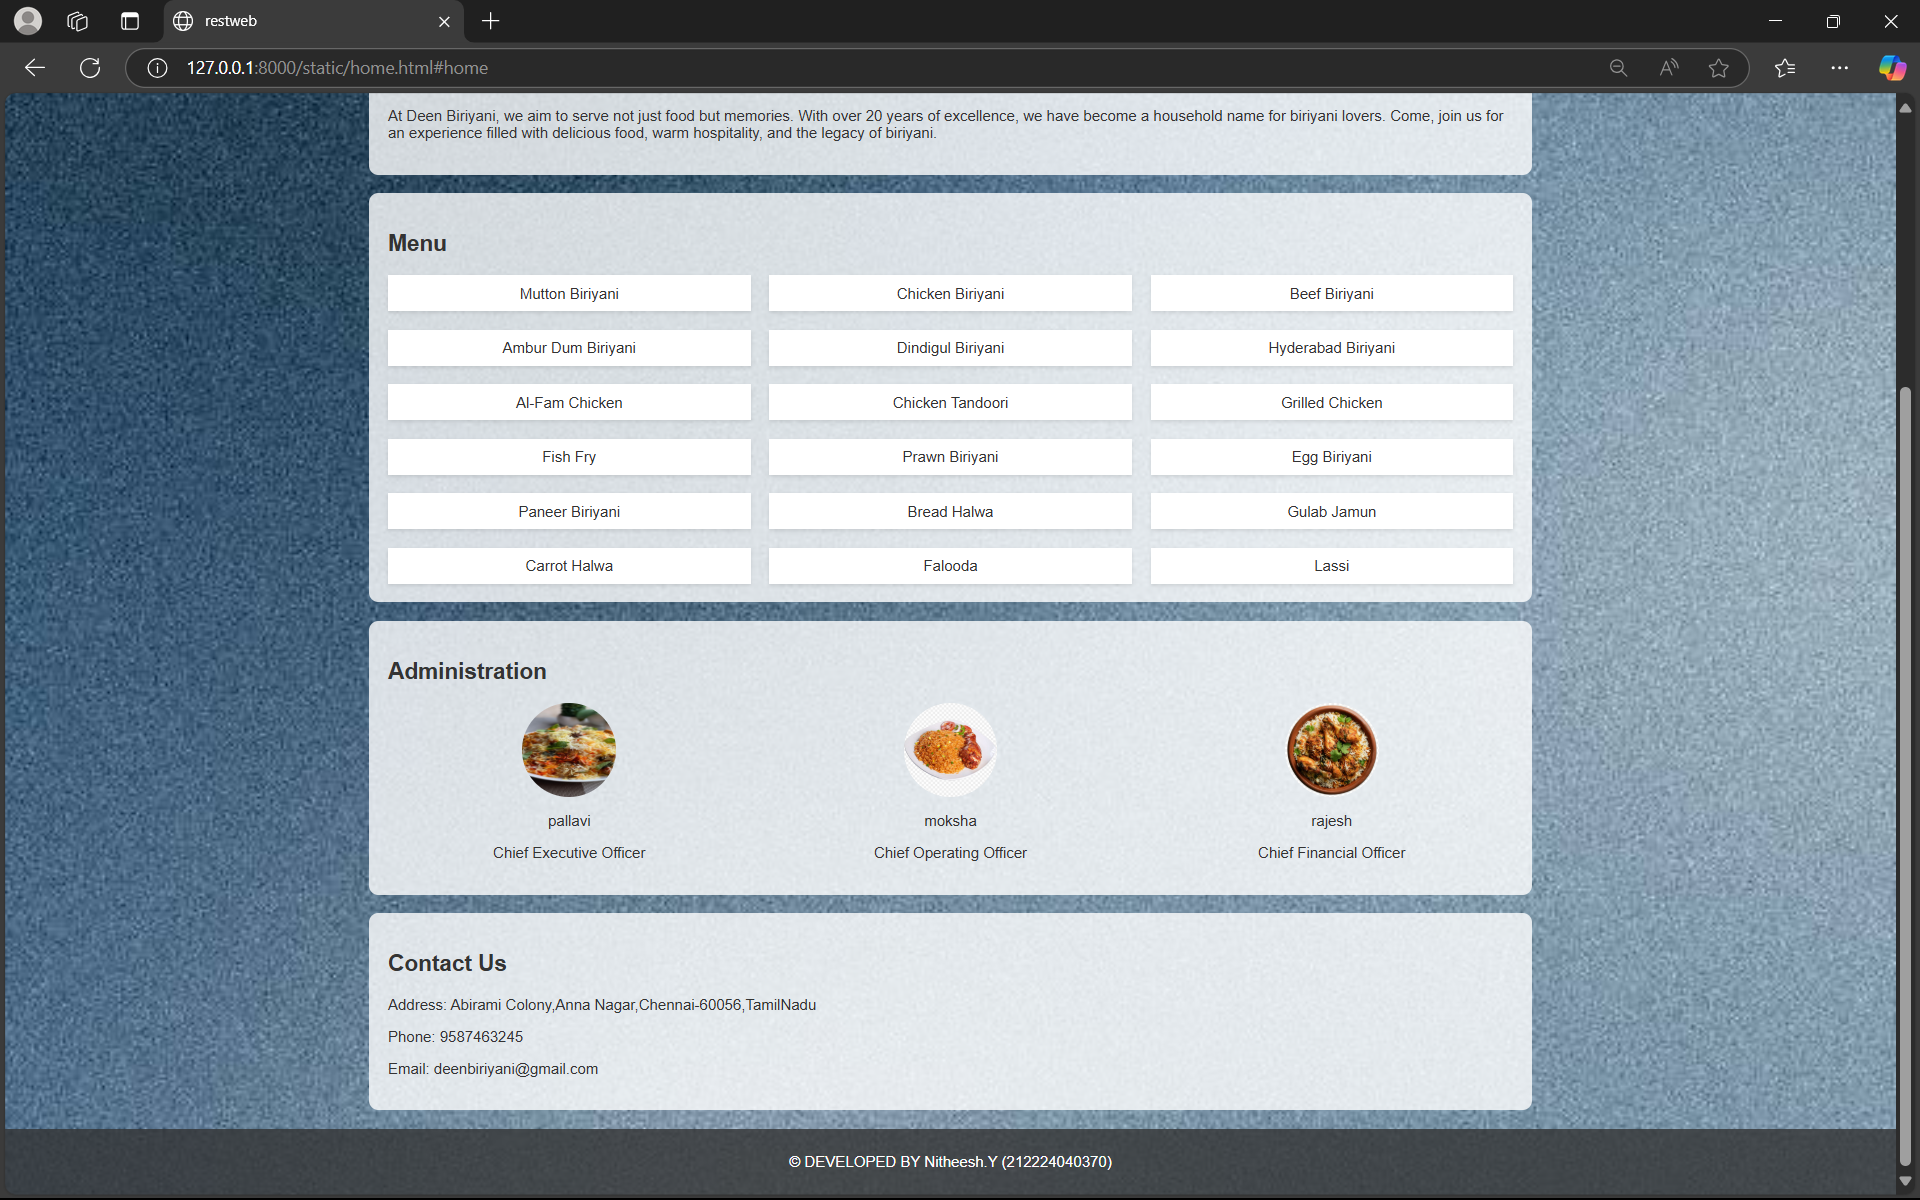 restweb
127.0.0.1:8000/static/home.html#home
At Deen Biriyani, we aim to serve not just food but memories. With over 20 years of excellence, we have become a household name for biriyani lovers. Come, join us for
an experience filled with delicious food, warm hospitality, and the legacy of biriyani.
Menu
Mutton Biriyani
Chicken Biriyani
Beef Biriyani
Ambur Dum Biriyani
Dindigul Biriyani
Hyderabad Biriyani
Al-Fam Chicken
Chicken Tandoori
Grilled Chicken
Fish Fry
Prawn Biriyani
Egg Biriyani
Paneer Biriyani
Bread Halwa
Gulab Jamun
Carrot Halwa
Falooda
Lassi
Administration
pallavi
moksha
rajesh
Chief Executive Officer
Chief Operating Officer
Chief Financial Officer
Contact Us
Address: Abirami Colony,Anna Nagar,Chennai-60056,TamilNadu
Phone: 9587463245
Email: deenbiriyani@gmail.com
© DEVELOPED BY Nitheesh.Y (212224040370)